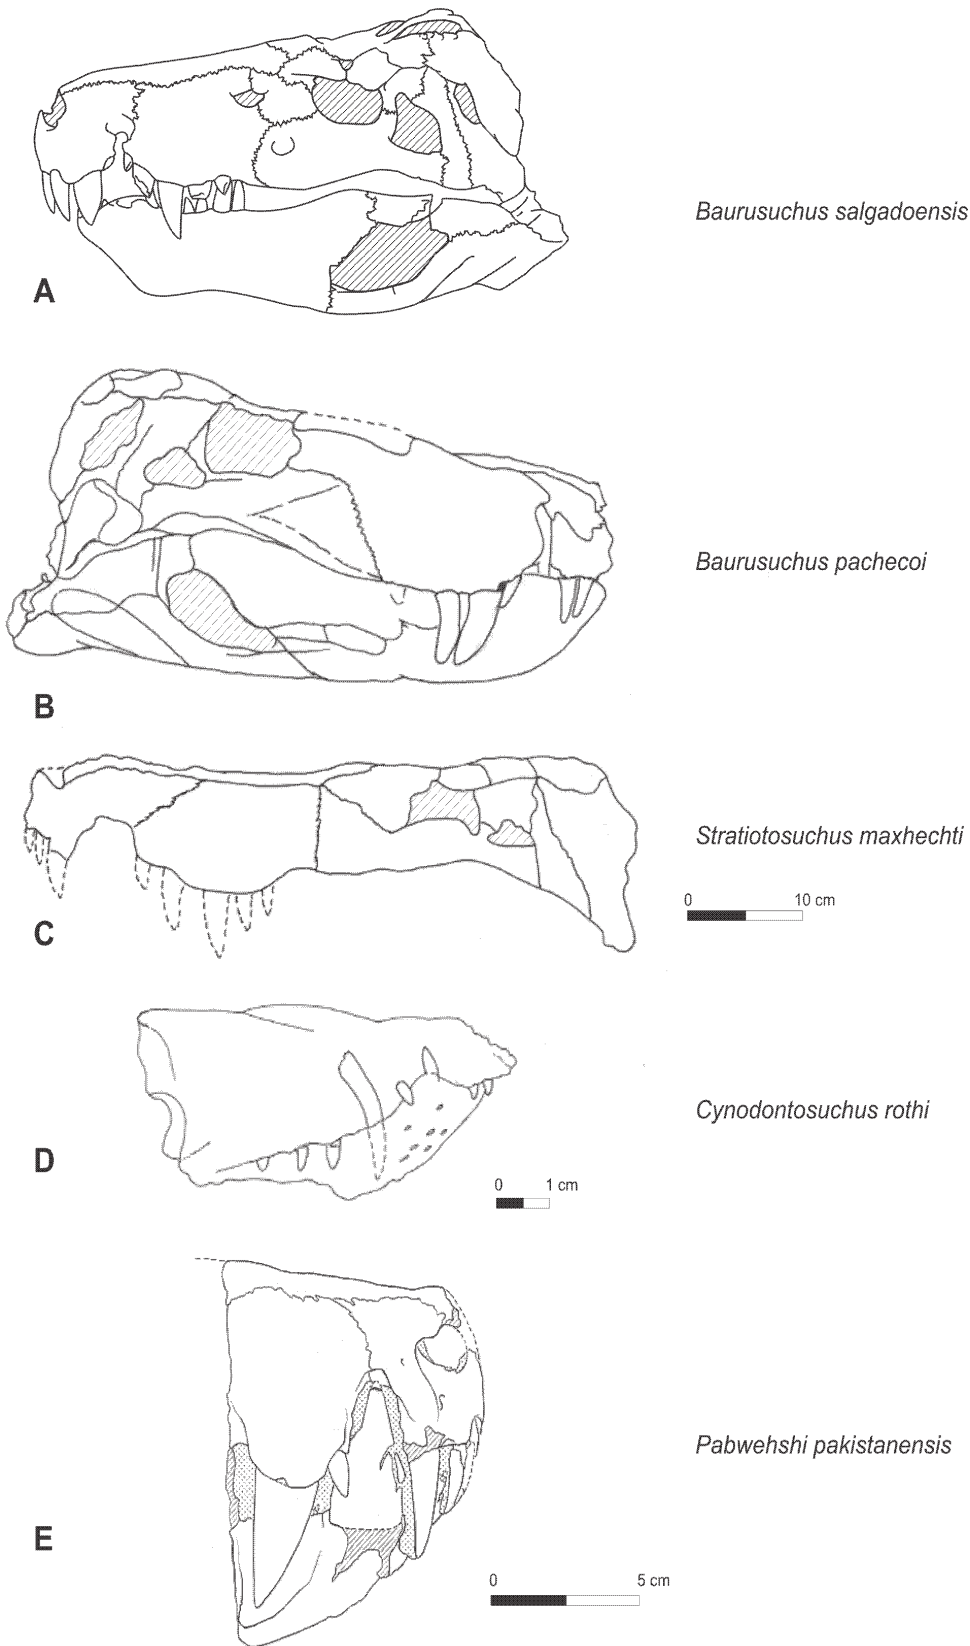 A
Baurusuchus salgadoensis
B
Baurusuchus pachecoi
C
Stratiotosuchus maxhechti
0 10 cm
D
Cynodontosuchus rothi
0 1 cm
E
Pabwehshi pakistanensis
0 5 cm